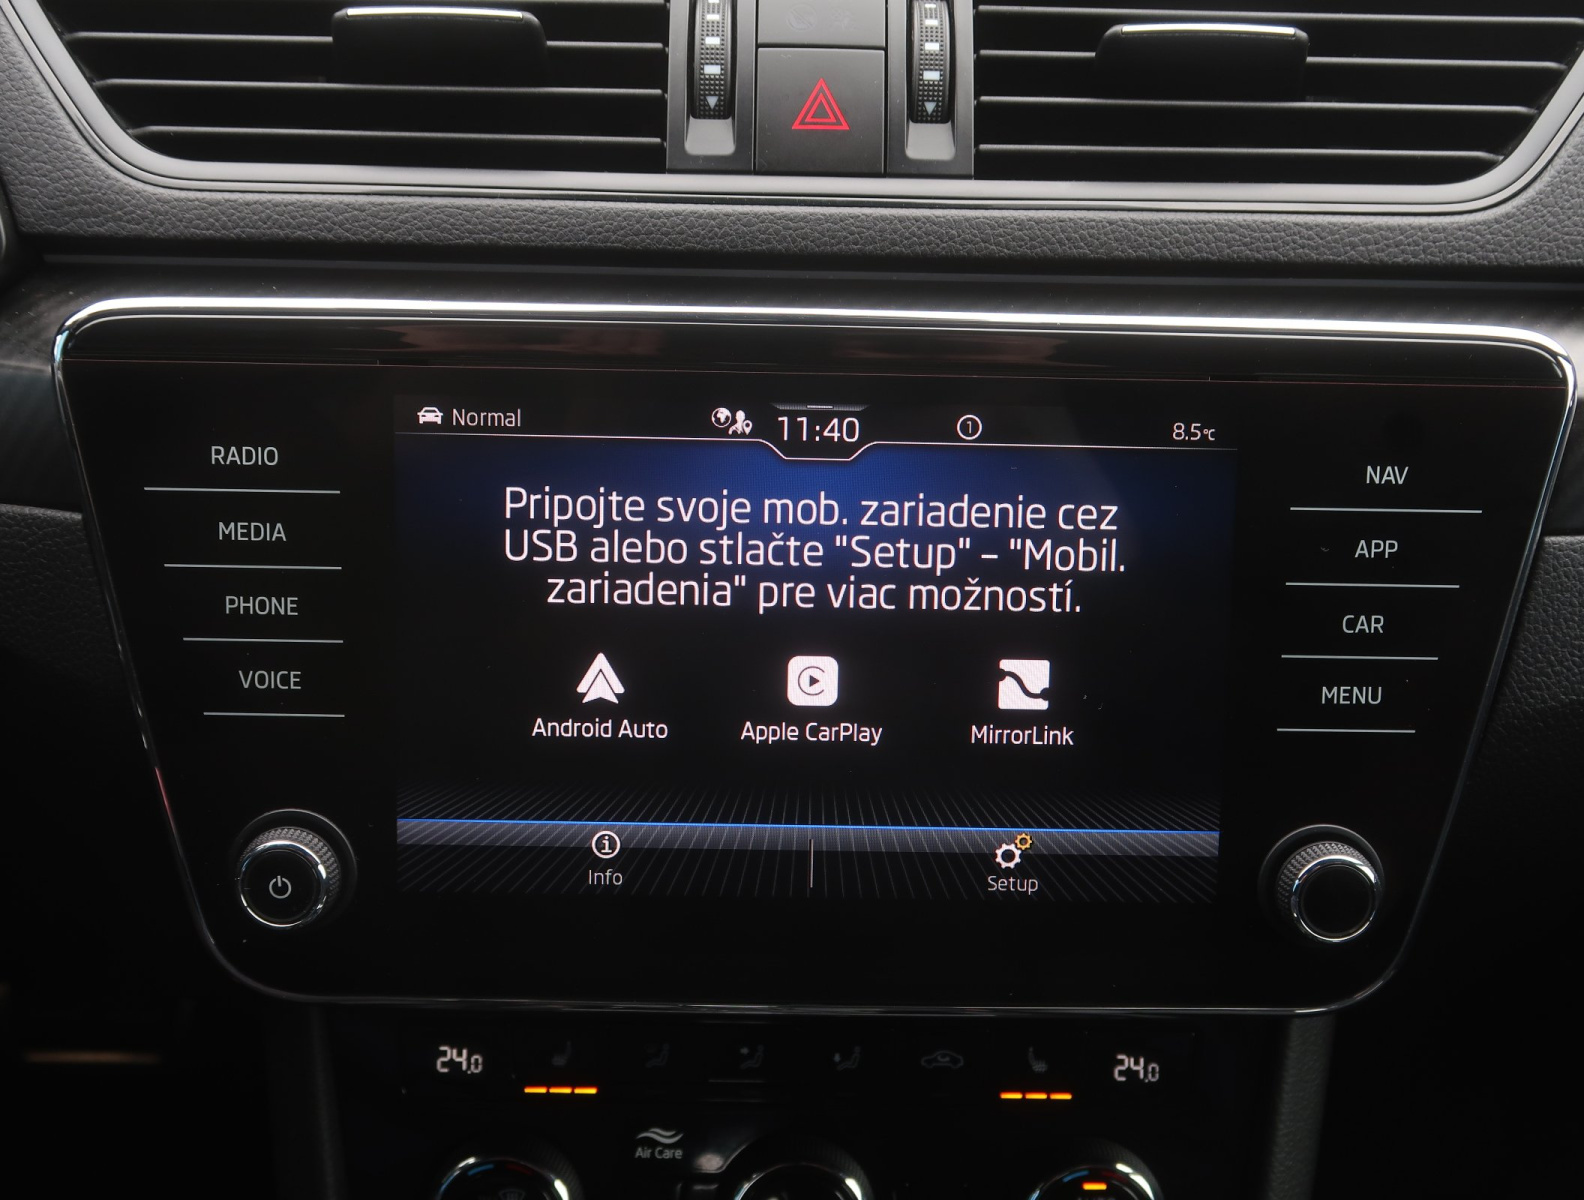 Normal
11:40
1
8.5°C
RADIO
MEDIA
PHONE
VOICE
NAV
APP
CAR
MENU
Pripojte svoje mob. zariadenie cez
USB alebo stlačte "Setup" – "Mobil.
zariadenia" pre viac možností.
Android Auto
Apple CarPlay
MirrorLink
Info
Setup
24.0
24.0
Air Care